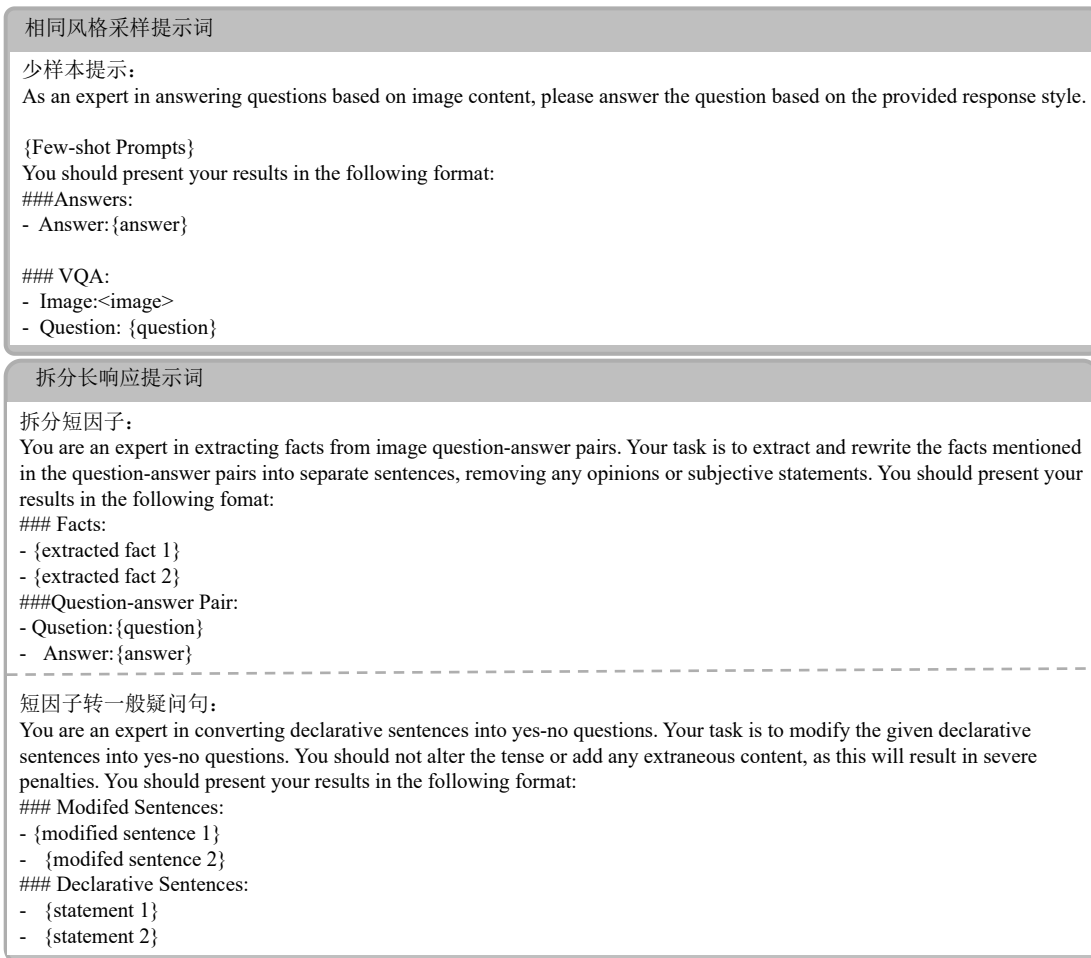 相同风格采样提示词
少样本提示：
As an expert in answering questions based on image content, please answer the question based on the provided response style.
{Few-shot Prompts}
You should present your results in the following format:
###Answers:
- Answer:{answer}
### VQA:
- Image:<image>
- Question: {question}
拆分长响应提示词
拆分短因子：
You are an expert in extracting facts from image question-answer pairs. Your task is to extract and rewrite the facts mentioned
in the question-answer pairs into separate sentences, removing any opinions or subjective statements. You should present your
results in the following fomat:
### Facts:
- {extracted fact 1}
- {extracted fact 2}
###Question-answer Pair:
- Qusetion:{question}
- Answer:{answer}
短因子转一般疑问句：
You are an expert in converting declarative sentences into yes-no questions. Your task is to modify the given declarative
sentences into yes-no questions. You should not alter the tense or add any extraneous content, as this will result in severe
penalties. You should present your results in the following format:
### Modifed Sentences:
- {modified sentence 1}
- {modifed sentence 2}
### Declarative Sentences:
- {statement 1}
- {statement 2}